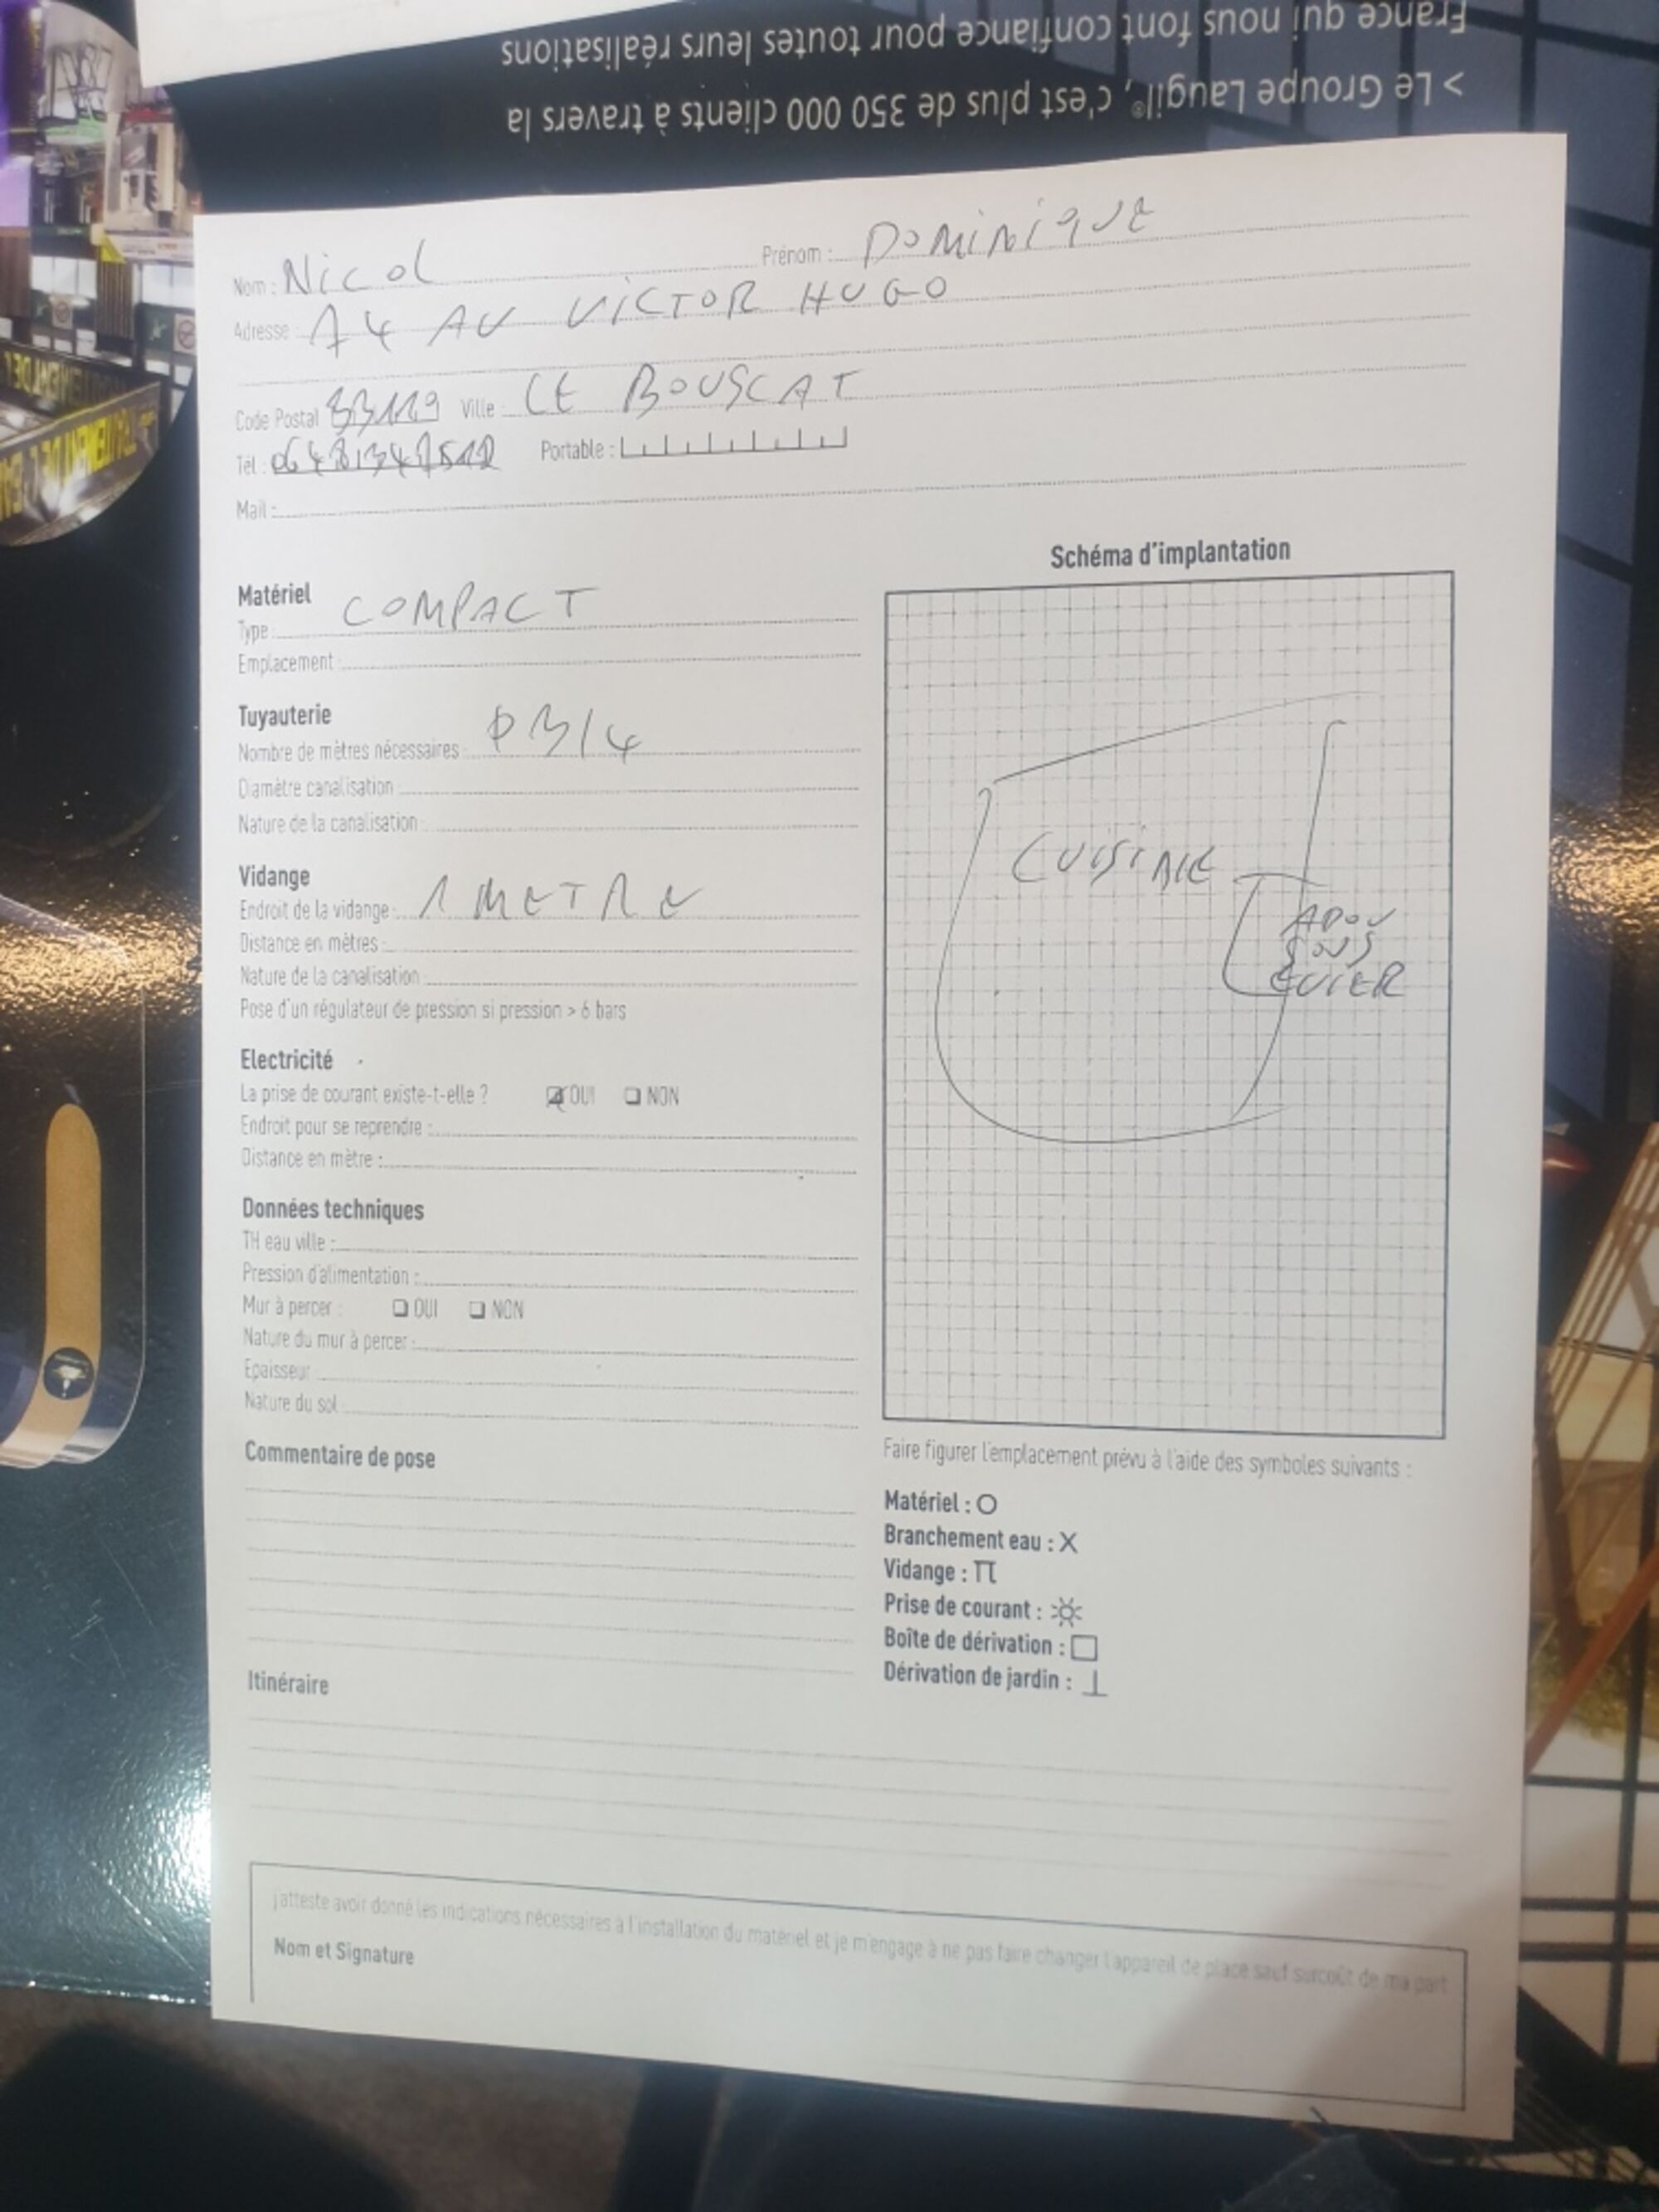 > Le Groupe Laugil®, c'est plus de 350 000 clients à travers la
France qui nous font confiance pour toutes leurs réalisations
Nom : Nicol Prénom : DOMINIQUE
Adresse : 14 AV VICTOR HUGO
Code Postal Ville : LE BOUSCAT
Tél : Portable :
Mail :
Schéma d'implantation
Matériel
Type : COMPACT
Emplacement :
Tuyauterie
Nombre de mètres nécessaires : Φ 3/4
Diamètre canalisation
Nature de la canalisation
Vidange
Endroit de la vidange : 1 METRE
Distance en mètres :
Nature de la canalisation
Pose d'un régulateur de pression si pression > 6 bars
Electricité
La prise de courant existe-t-elle ? OUI NON
Endroit pour se reprendre :
Distance en mètre :
Données techniques
TH eau ville :
Pression d'alimentation :
Mur à percer : OUI NON
Nature du mur à percer :
Epaisseur
Nature du sol
Commentaire de pose
Itinéraire
CUISINE
ADOU
SOUS
EVIER
Faire figurer l'emplacement prévu à l'aide des symboles suivants :
Matériel :
Branchement eau :
Vidange :
Prise de courant :
Boîte de dérivation :
Dérivation de jardin :
j'atteste avoir donné les indications nécessaires à l'installation du matériel et je m'engage à ne pas faire changer l'appareil de place sauf surcoût de ma part
Nom et Signature